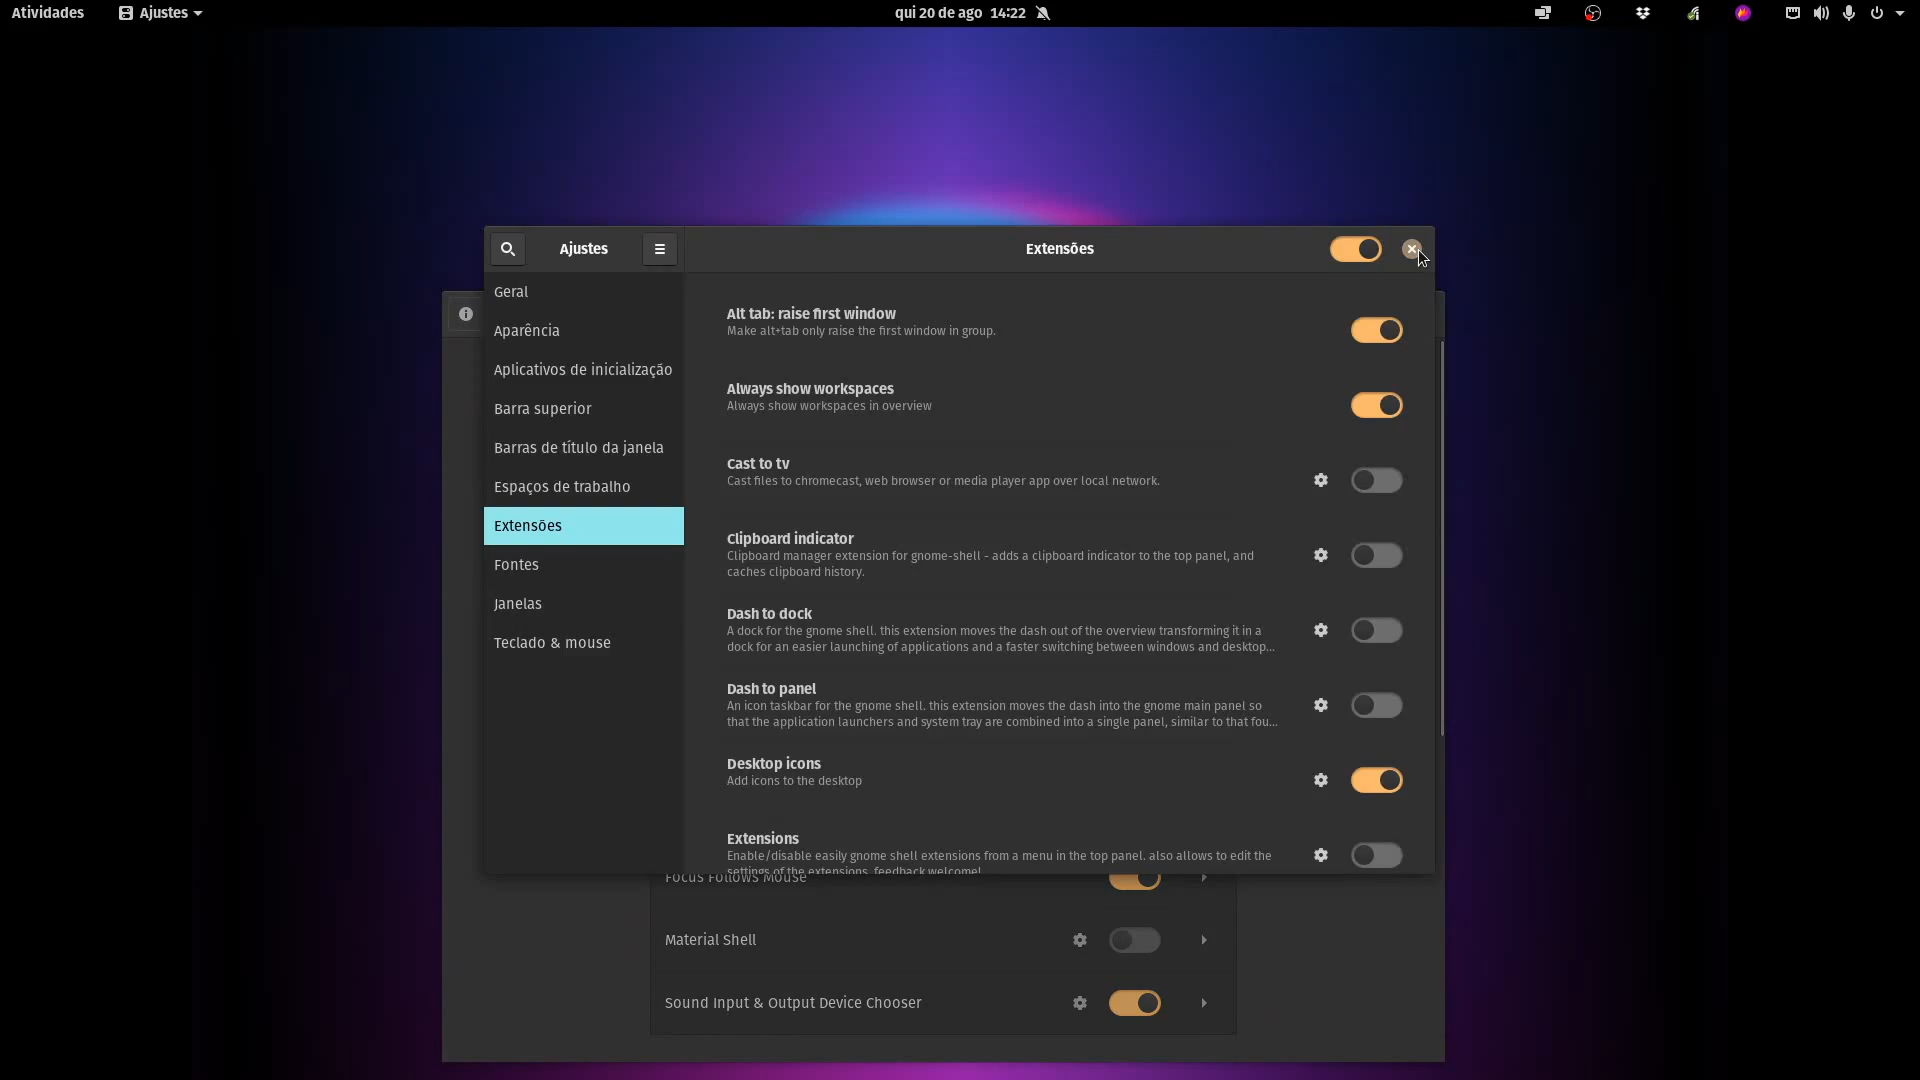 Atividades
Ajustes
qui 20 de ago 14:22
Ajustes
Extensões
Geral
Aparência
Aplicativos de inicialização
Barra superior
Barras de título da janela
Espaços de trabalho
Extensões
Fontes
Janelas
Teclado & mouse
Alt tab: raise first window
Make alt+tab only raise the first window in group.
Always show workspaces
Always show workspaces in overview
Cast to tv
Cast files to chromecast, web browser or media player app over local network.
Clipboard indicator
Clipboard manager extension for gnome-shell - adds a clipboard indicator to the top panel, and
caches clipboard history.
Dash to dock
A dock for the gnome shell. this extension moves the dash out of the overview transforming it in a
dock for an easier launching of applications and a faster switching between windows and desktop...
Dash to panel
An icon taskbar for the gnome shell. this extension moves the dash into the gnome main panel so
that the application launchers and system tray are combined into a single panel, similar to that fou...
Desktop icons
Add icons to the desktop
Extensions
Enable/disable easily gnome shell extensions from a menu in the top panel. also allows to edit the
settings of the extensions. feedback welcome!
Focus Follows Mouse
Material Shell
Sound Input & Output Device Chooser